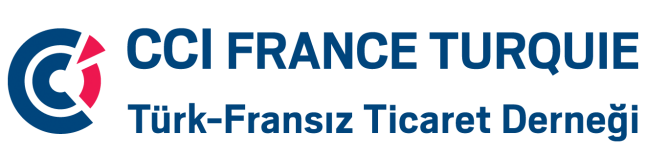 CCI FRANCE TURQUIE
Türk-Fransız Ticaret Derneği